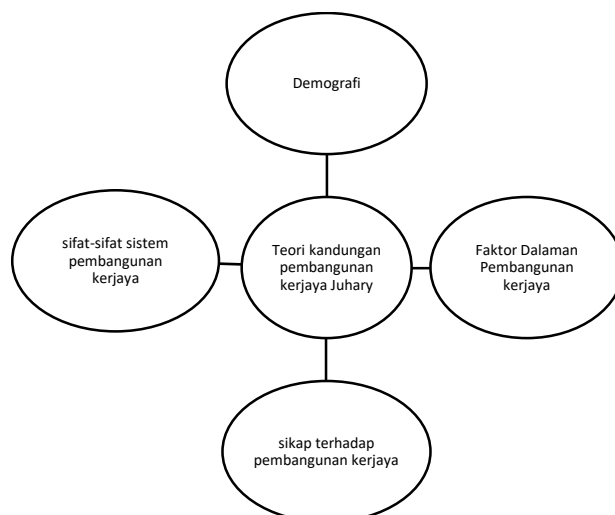 Demografi
sifat-sifat sistem
pembangunan
kerjaya
Teori kandungan
pembangunan
kerjaya Juhary
Faktor Dalaman
Pembangunan
kerjaya
sikap terhadap
pembangunan kerjaya